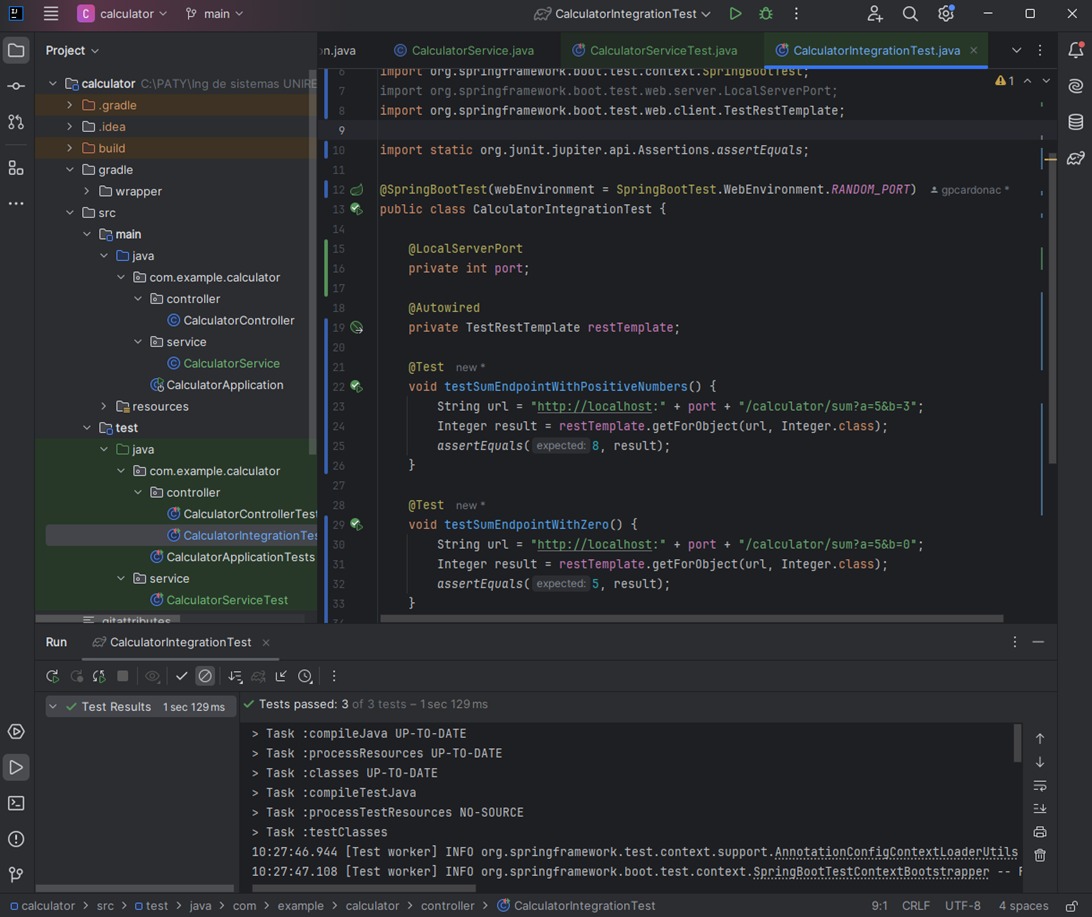 C calculator main CalculatorIntegrationTest
Project
calculator C:\PATY\Ing de sistemas UNIRE
.gradle
.idea
build
gradle
wrapper
src
main
java
com.example.calculator
controller
CalculatorController
service
CalculatorService
CalculatorApplication
resources
test
java
com.example.calculator
controller
CalculatorControllerTest
CalculatorIntegrationTes
CalculatorApplicationTests
service
CalculatorServiceTest
.gitattributes
on.java CalculatorService.java CalculatorServiceTest.java CalculatorIntegrationTest.java
6 import org.springframework.boot.test.context.SpringBootTest; 1
7 import org.springframework.boot.test.web.server.LocalServerPort;
8 import org.springframework.boot.test.web.client.TestRestTemplate;
9
10 import static org.junit.jupiter.api.Assertions.assertEquals;
11
12 @SpringBootTest(webEnvironment = SpringBootTest.WebEnvironment.RANDOM_PORT) gpcardonac *
13 public class CalculatorIntegrationTest {
14
15 @LocalServerPort
16 private int port;
17
18 @Autowired
19 private TestRestTemplate restTemplate;
20
21 @Test new *
22 void testSumEndpointWithPositiveNumbers() {
23 String url = "http://localhost:" + port + "/calculator/sum?a=5&b=3";
24 Integer result = restTemplate.getForObject(url, Integer.class);
25 assertEquals( expected: 8, result);
26 }
27
28 @Test new *
29 void testSumEndpointWithZero() {
30 String url = "http://localhost:" + port + "/calculator/sum?a=5&b=0";
31 Integer result = restTemplate.getForObject(url, Integer.class);
32 assertEquals( expected: 5, result);
33 }
Run CalculatorIntegrationTest
Test Results 1 sec 129 ms
Tests passed: 3 of 3 tests – 1 sec 129 ms
> Task :compileJava UP-TO-DATE
> Task :processResources UP-TO-DATE
> Task :classes UP-TO-DATE
> Task :compileTestJava
> Task :processTestResources NO-SOURCE
> Task :testClasses
10:27:46.944 [Test worker] INFO org.springframework.test.context.support.AnnotationConfigContextLoaderUtils
10:27:47.108 [Test worker] INFO org.springframework.boot.test.context.SpringBootTestContextBootstrapper -- F
calculator > src > test > java > com > example > calculator > controller > CalculatorIntegrationTest 9:1 CRLF UTF-8 4 spaces